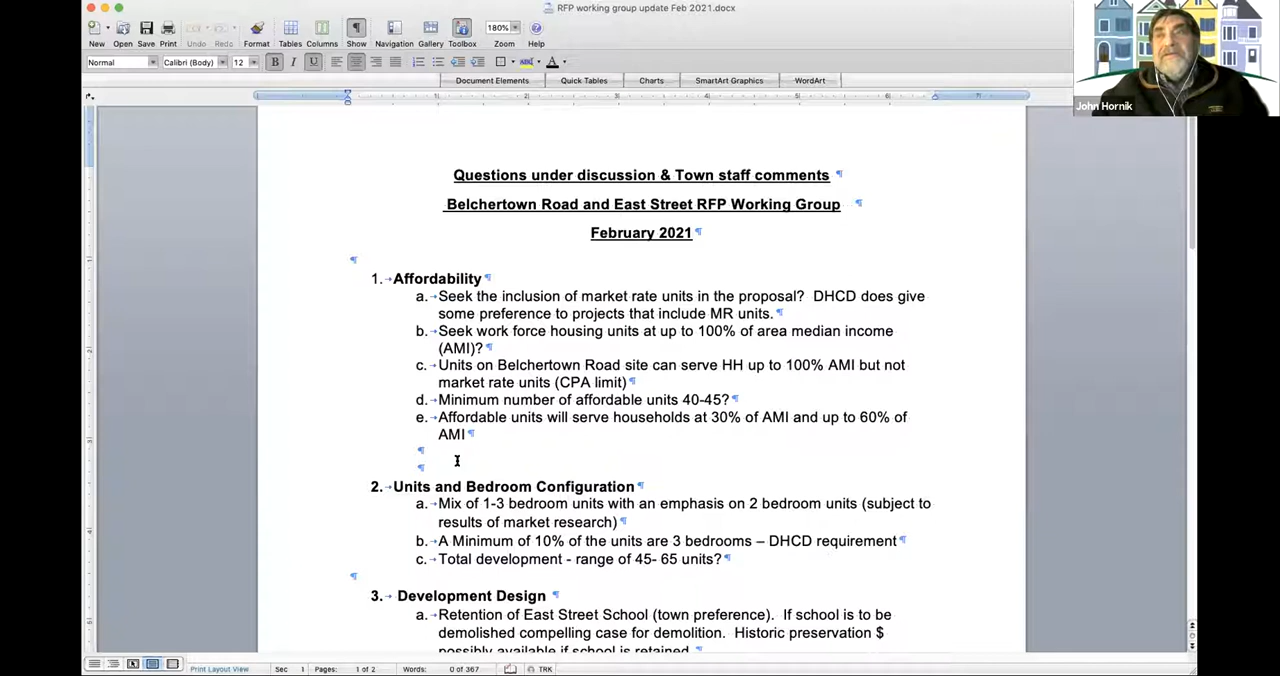 RFP working group update Feb 2021.docx
New Open Save Print Undo Redo Format Tables Columns Show Navigation Gallery Toolbox Zoom Help
180%
Normal Calibri (Body) 12 B I U
Document Elements Quick Tables Charts SmartArt Graphics WordArt
John Hornik
Questions under discussion & Town staff comments
Belchertown Road and East Street RFP Working Group
February 2021
1. Affordability
a. Seek the inclusion of market rate units in the proposal? DHCD does give
some preference to projects that include MR units.
b. Seek work force housing units at up to 100% of area median income
(AMI)?
c. Units on Belchertown Road site can serve HH up to 100% AMI but not
market rate units (CPA limit)
d. Minimum number of affordable units 40-45?
e. Affordable units will serve households at 30% of AMI and up to 60% of
AMI
2. Units and Bedroom Configuration
a. Mix of 1-3 bedroom units with an emphasis on 2 bedroom units (subject to
results of market research)
b. A Minimum of 10% of the units are 3 bedrooms – DHCD requirement
c. Total development - range of 45- 65 units?
3. Development Design
a. Retention of East Street School (town preference). If school is to be
demolished compelling case for demolition. Historic preservation $
possibly available if school is retained.
Print Layout View Sec 1 Pages: 1 of 2 Words: 0 of 367 TRK